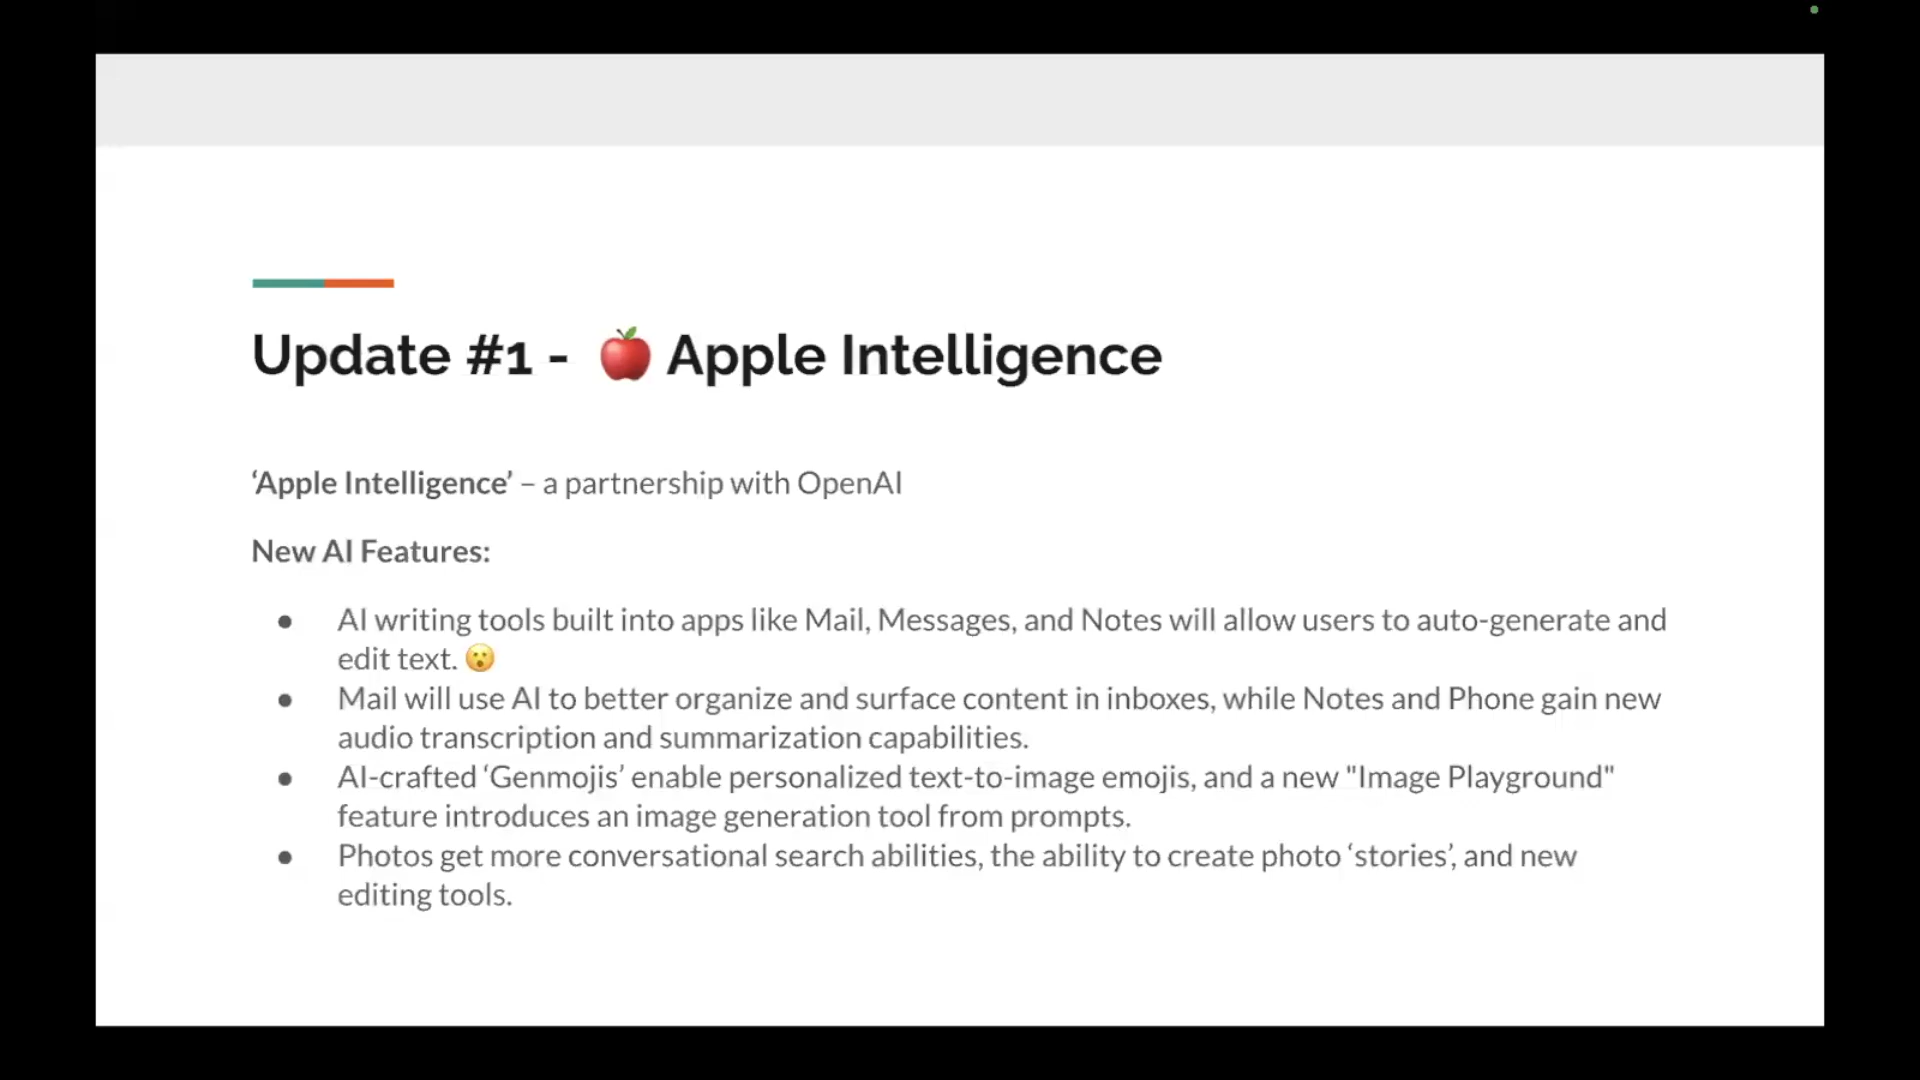 Update #1 - 🍎 Apple Intelligence
‘Apple Intelligence’ – a partnership with OpenAI
New AI Features:
● AI writing tools built into apps like Mail, Messages, and Notes will allow users to auto-generate and
edit text. 😮
● Mail will use AI to better organize and surface content in inboxes, while Notes and Phone gain new
audio transcription and summarization capabilities.
● AI-crafted ‘Genmojis’ enable personalized text-to-image emojis, and a new "Image Playground"
feature introduces an image generation tool from prompts.
● Photos get more conversational search abilities, the ability to create photo ‘stories’, and new
editing tools.